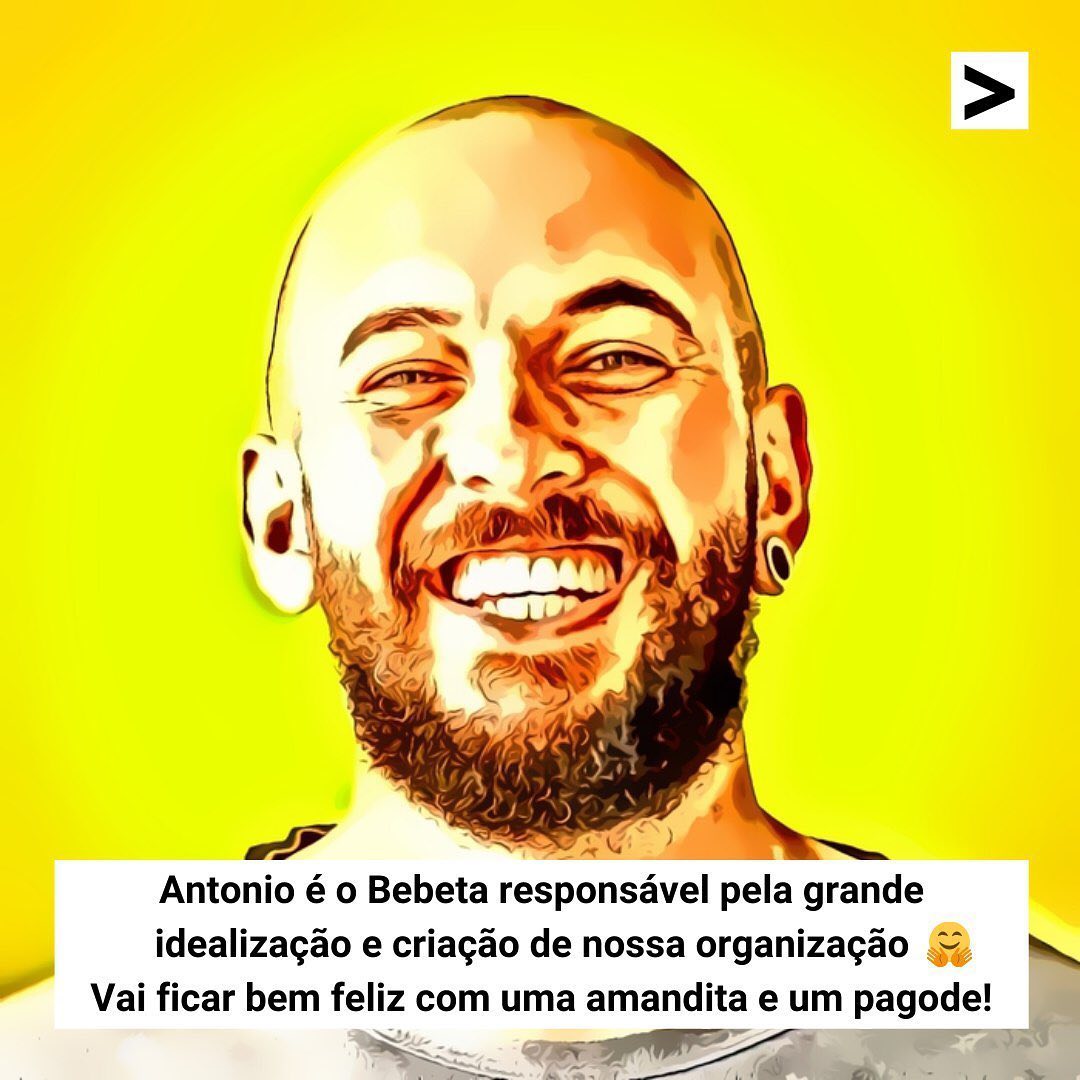 >
Antonio é o Bebeta responsável pela grande
idealização e criação de nossa organização 🤗
Vai ficar bem feliz com uma amandita e um pagode!